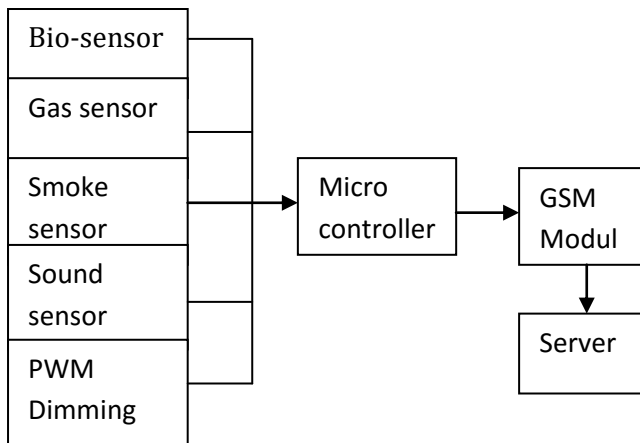 Bio-sensor
Gas sensor
Smoke
sensor
Sound
sensor
PWM
Dimming
Micro
controller
GSM
Modul
Server